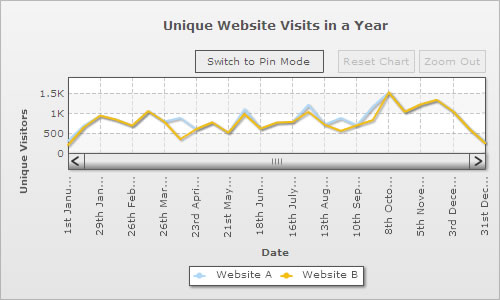 Unique Website Visits in a Year
Switch to Pin Mode
Reset Chart
Zoom Out
Unique Visitors
1.5K
1K
500
0
1st Janu...
29th Jan...
26th Feb...
26th Mar...
23rd Apri...
21st May...
18th Jun...
16th July...
13th Aug...
10th Sep...
8th Octo...
5th Nove...
3rd Dece...
31st Dec...
Date
Website A
Website B